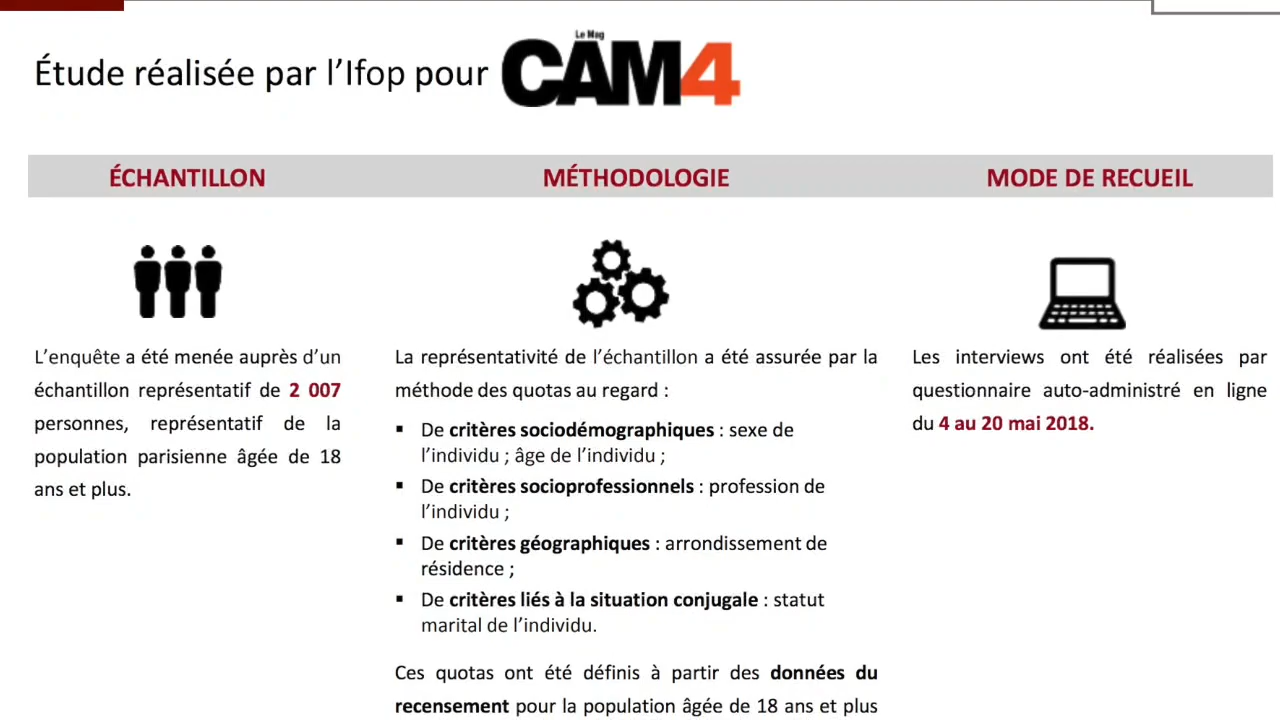 Étude réalisée par l’Ifop pour
Le Mag
CAM4
ÉCHANTILLON
MÉTHODOLOGIE
MODE DE RECUEIL
L’enquête a été menée auprès d’un
échantillon représentatif de 2 007
personnes, représentatif de la
population parisienne âgée de 18
ans et plus.
La représentativité de l’échantillon a été assurée par la
méthode des quotas au regard :
▪ De critères sociodémographiques : sexe de
l’individu ; âge de l’individu ;
▪ De critères socioprofessionnels : profession de
l’individu ;
▪ De critères géographiques : arrondissement de
résidence ;
▪ De critères liés à la situation conjugale : statut
marital de l’individu.
Ces quotas ont été définis à partir des données du
recensement pour la population âgée de 18 ans et plus
Les interviews ont été réalisées par
questionnaire auto-administré en ligne
du 4 au 20 mai 2018.